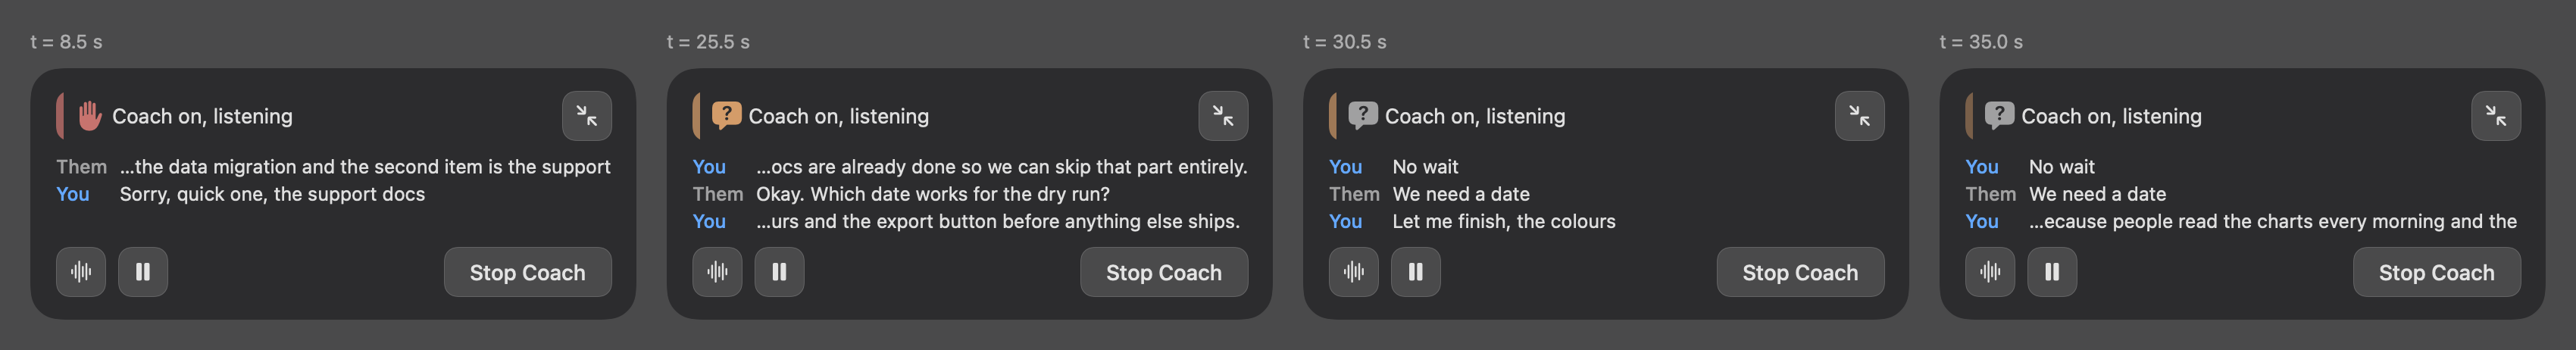 t = 8.5 s
Coach on, listening
Them ...the data migration and the second item is the support
You Sorry, quick one, the support docs
Stop Coach
t = 25.5 s
? Coach on, listening
You ...ocs are already done so we can skip that part entirely.
Them Okay. Which date works for the dry run?
You ...urs and the export button before anything else ships.
Stop Coach
t = 30.5 s
? Coach on, listening
You No wait
Them We need a date
You Let me finish, the colours
Stop Coach
t = 35.0 s
? Coach on, listening
You No wait
Them We need a date
You ...ecause people read the charts every morning and the
Stop Coach